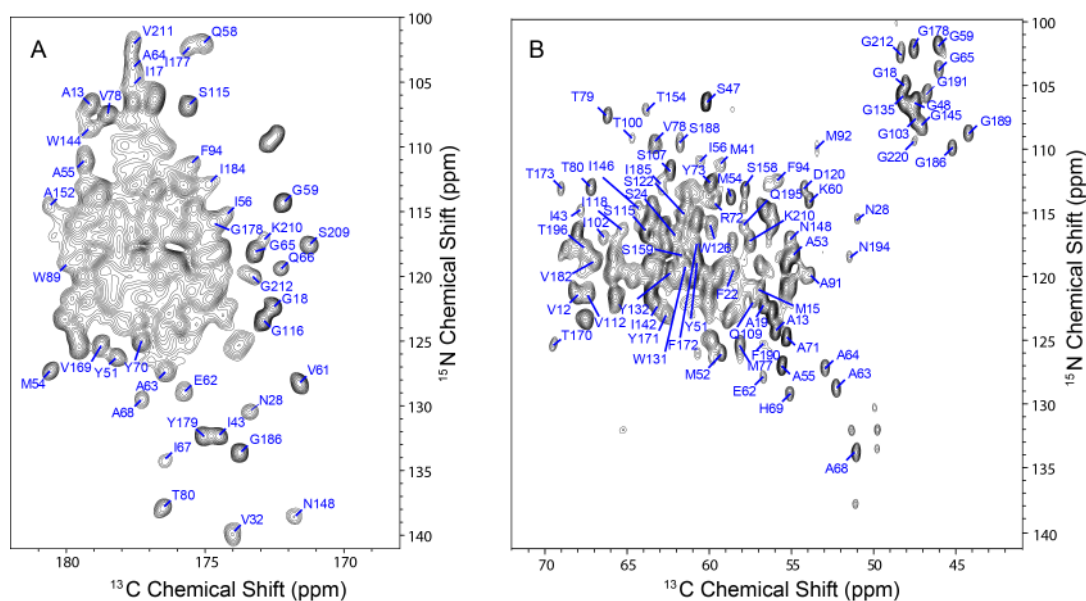 A
V211
Q58
A64
I177
I17
A13
V78
S115
W144
F94
A55
I184
A152
G59
I56
K210
G178
S209
G65
Q66
W89
G212
G18
G116
V169
Y51
Y70
M54
A63
E62
V61
A68
N28
Y179
I43
I67
G186
T80
N148
V32
100
105
110
115
120
125
130
135
140
15N Chemical Shift (ppm)
180
175
170
13C Chemical Shift (ppm)
B
G212
G178
G59
G65
G18
G191
S47
T79
T154
G135
G48
G145
T100
V78
S188
G103
G189
M92
S107
I56
M41
G220
G186
T80
I146
I185
Y73
S158
F94
D120
T173
S122
M54
K60
S24
Q195
I118
I43
S115
R72
K210
N28
I102
N148
T196
W126
A53
N194
S159
V182
A91
F22
M15
V12
Y132
V112
I142
Y51
A19
A13
Y171
Q109
T170
F172
A71
W131
F190
M52
M77
A55
A64
E62
A63
H69
A68
100
105
110
115
120
125
130
135
140
15N Chemical Shift (ppm)
70
65
60
55
50
45
13C Chemical Shift (ppm)